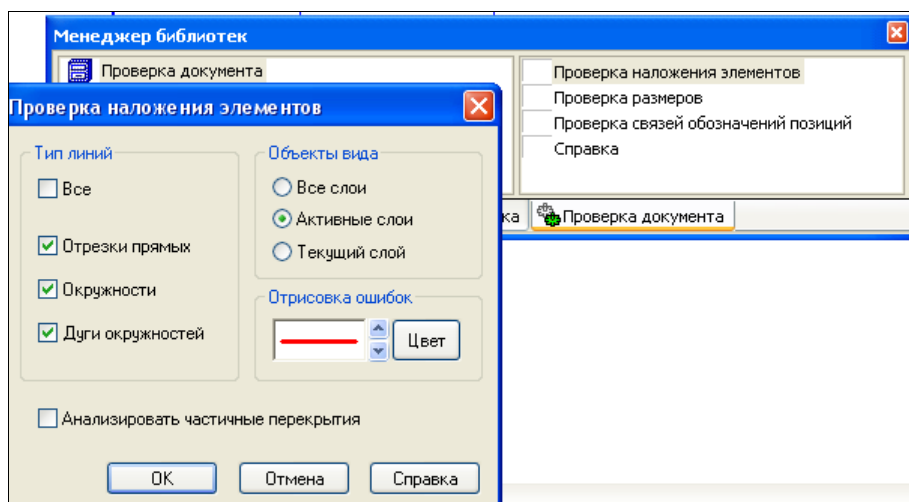 Менеджер библиотек
Проверка документа
Проверка наложения элементов
Проверка размеров
Проверка связей обозначений позиций
Справка
ка
Проверка документа
Проверка наложения элементов
Тип линий
Все
Отрезки прямых
Окружности
Дуги окружностей
Объекты вида
Все слои
Активные слои
Текущий слой
Отрисовка ошибок
Цвет
Анализировать частичные перекрытия
OK
Отмена
Справка